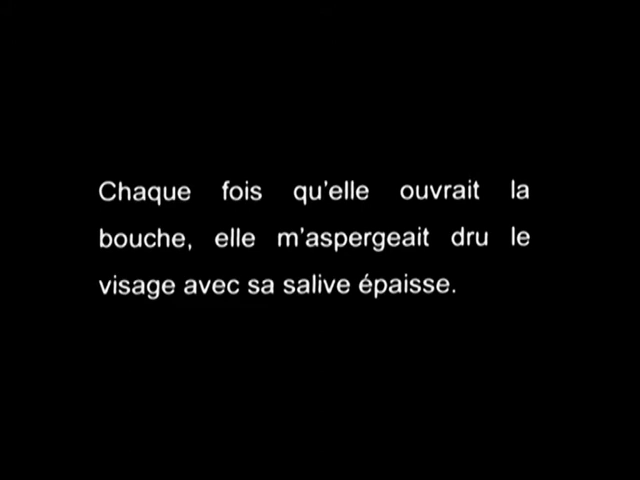 Chaque fois qu'elle ouvrait la
bouche, elle m'aspergeait dru le
visage avec sa salive épaisse.